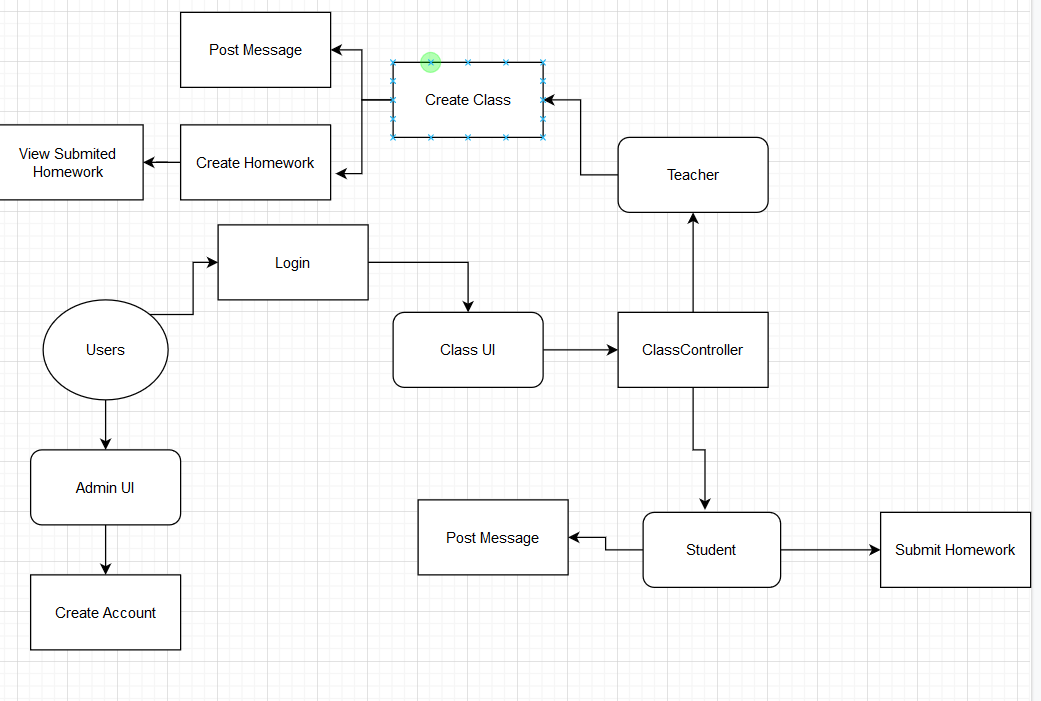 Post Message
Create Class
View Submited
Homework
Create Homework
Teacher
Login
Users
Class UI
ClassController
Admin UI
Post Message
Student
Submit Homework
Create Account